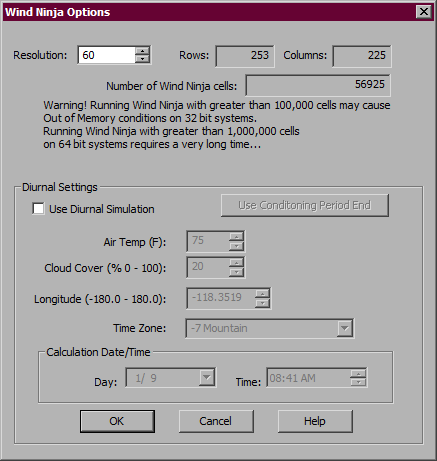 Wind Ninja Options
Resolution: 60 Rows: 253 Columns: 225
Number of Wind Ninja cells: 56925
Warning! Running Wind Ninja with greater than 100,000 cells may cause
Out of Memory conditions on 32 bit systems.
Running Wind Ninja with greater than 1,000,000 cells
on 64 bit systems requires a very long time...
Diurnal Settings
Use Diurnal Simulation Use Conditoning Period End
Air Temp (F): 75
Cloud Cover (% 0 - 100): 20
Longitude (-180.0 - 180.0): -118.3519
Time Zone: -7 Mountain
Calculation Date/Time
Day: 1/ 9 Time: 08:41 AM
OK Cancel Help